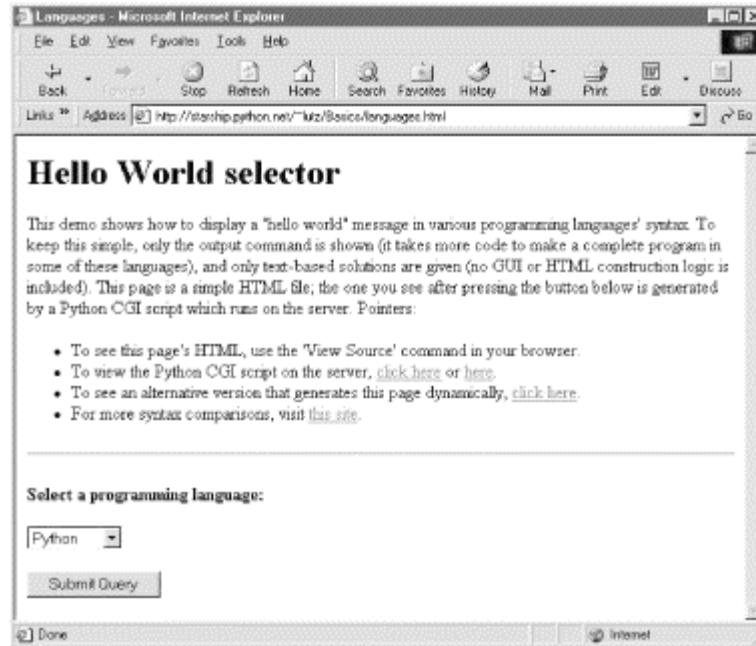 Languages - Microsoft Internet Explorer
File Edit View Favorites Tools Help
Back Forward Stop Refresh Home Search Favorites History Mail Print Edit Discuss
Links » Address http://starship.python.net/~lutz/Basics/languages.html Go
Hello World selector
This demo shows how to display a "hello world" message in various programming languages' syntax. To
keep this simple, only the output command is shown (it takes more code to make a complete program in
some of these languages), and only text-based solutions are given (no GUI or HTML construction logic is
included). This page is a simple HTML file; the one you see after pressing the button below is generated
by a Python CGI script which runs on the server. Pointers:
• To see this page's HTML, use the 'View Source' command in your browser.
• To view the Python CGI script on the server, click here or here.
• To see an alternative version that generates this page dynamically, click here.
• For more syntax comparisons, visit this site.
Select a programming language:
Python
Submit Query
Done Internet